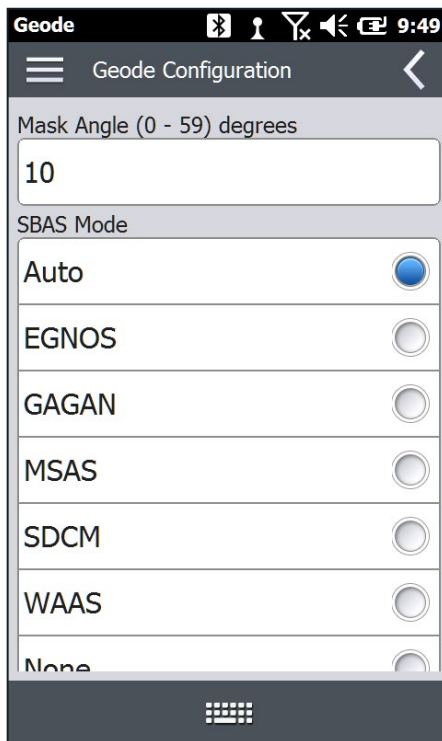 Geode 9:49
Geode Configuration
Mask Angle (0 - 59) degrees
10
SBAS Mode
Auto
EGNOS
GAGAN
MSAS
SDCM
WAAS
None